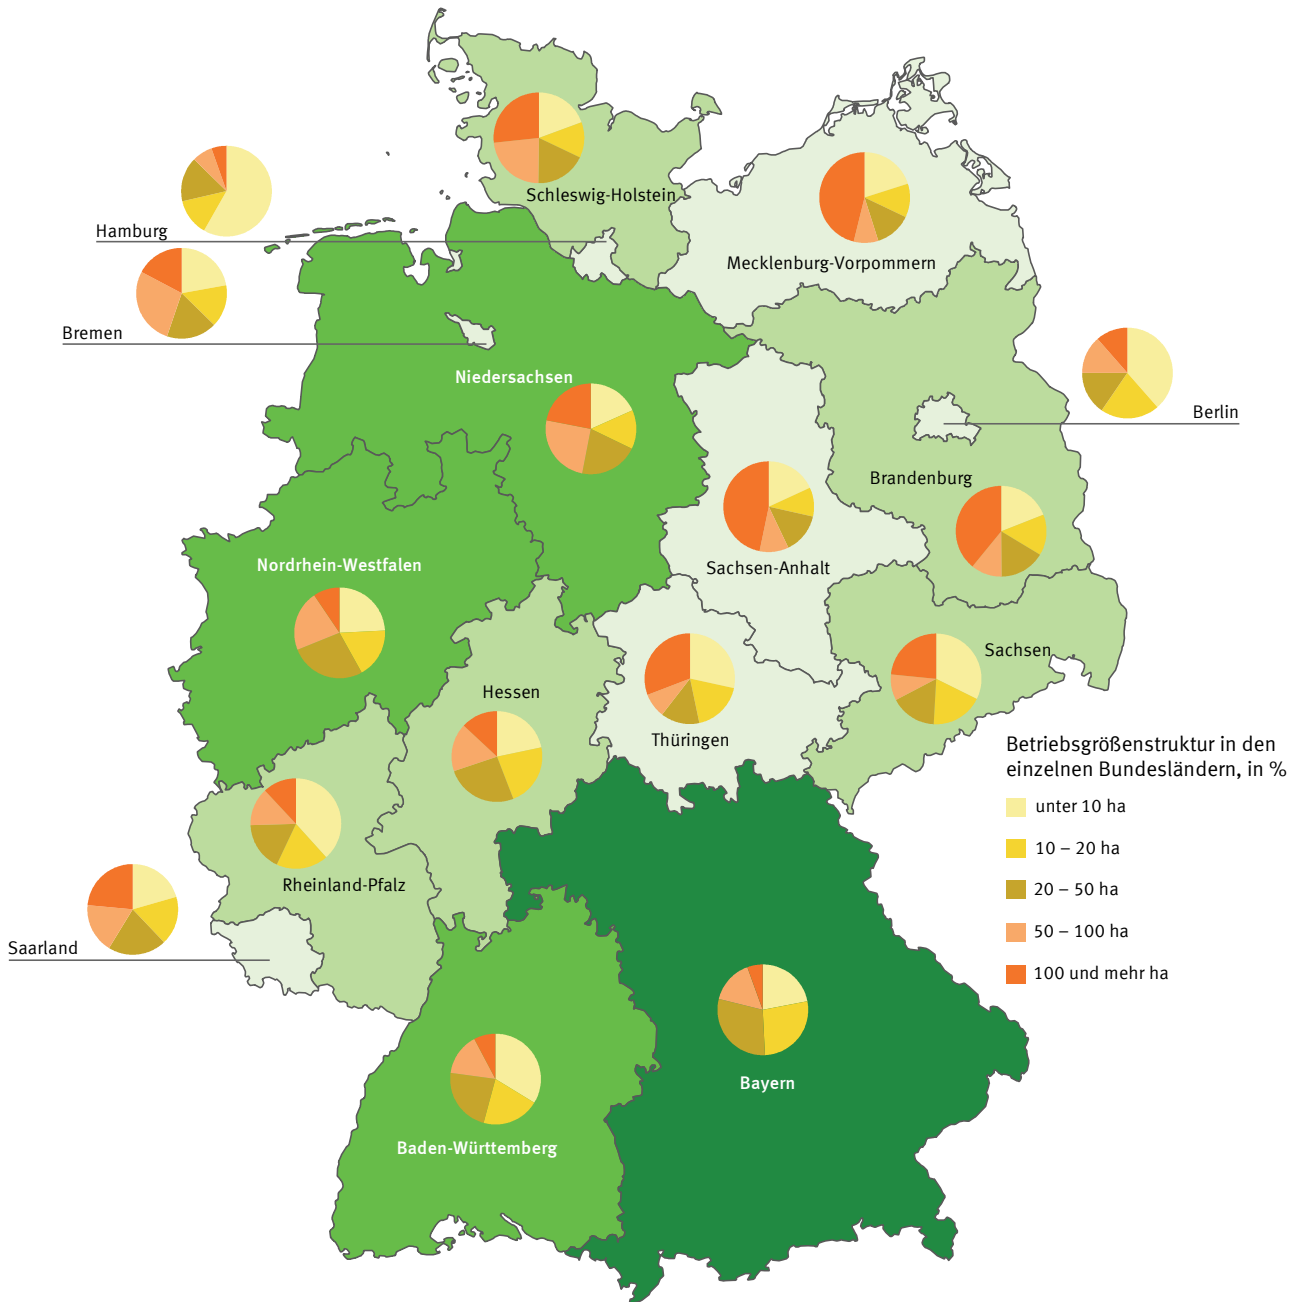 Schleswig-Holstein
Hamburg
Mecklenburg-Vorpommern
Bremen
Niedersachsen
Berlin
Brandenburg
Nordrhein-Westfalen
Sachsen-Anhalt
Sachsen
Hessen
Thüringen
Betriebsgrößenstruktur in den
einzelnen Bundesländern, in %
unter 10 ha
10 – 20 ha
20 – 50 ha
50 – 100 ha
100 und mehr ha
Rheinland-Pfalz
Saarland
Bayern
Baden-Württemberg